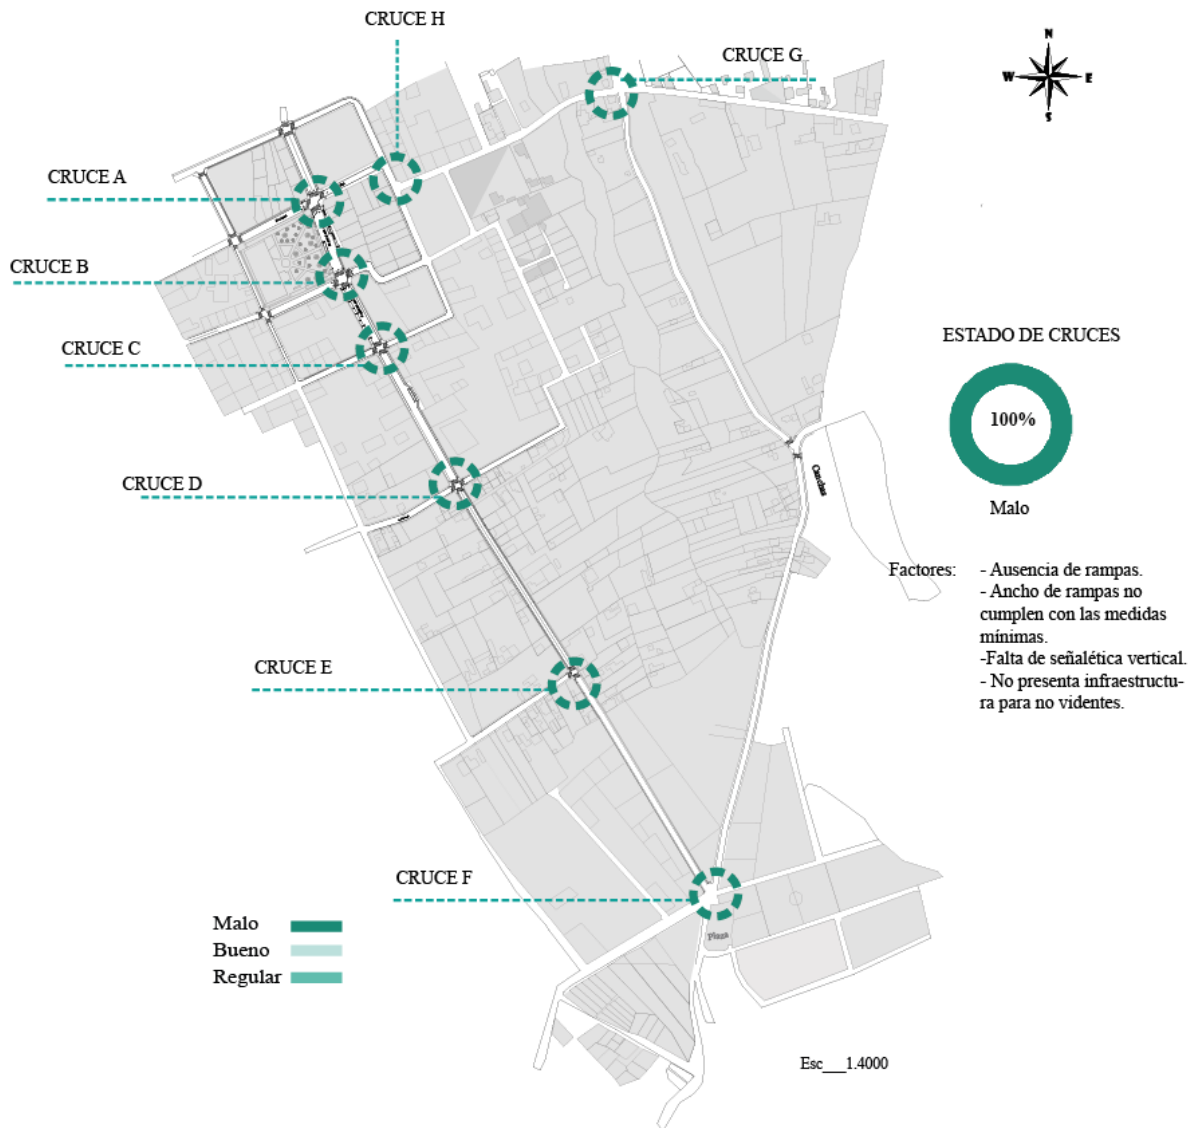 CRUCE H
CRUCE G
N
W E
S
CRUCE A
CRUCE B
CRUCE C
CRUCE D
CRUCE E
CRUCE F
Canchas
Plaza
ESTADO DE CRUCES
100%
Malo
Factores:
- Ausencia de rampas.
- Ancho de rampas no
cumplen con las medidas
mínimas.
-Falta de señalética vertical.
- No presenta infraestructu-
ra para no videntes.
Malo
Bueno
Regular
Esc___1.4000